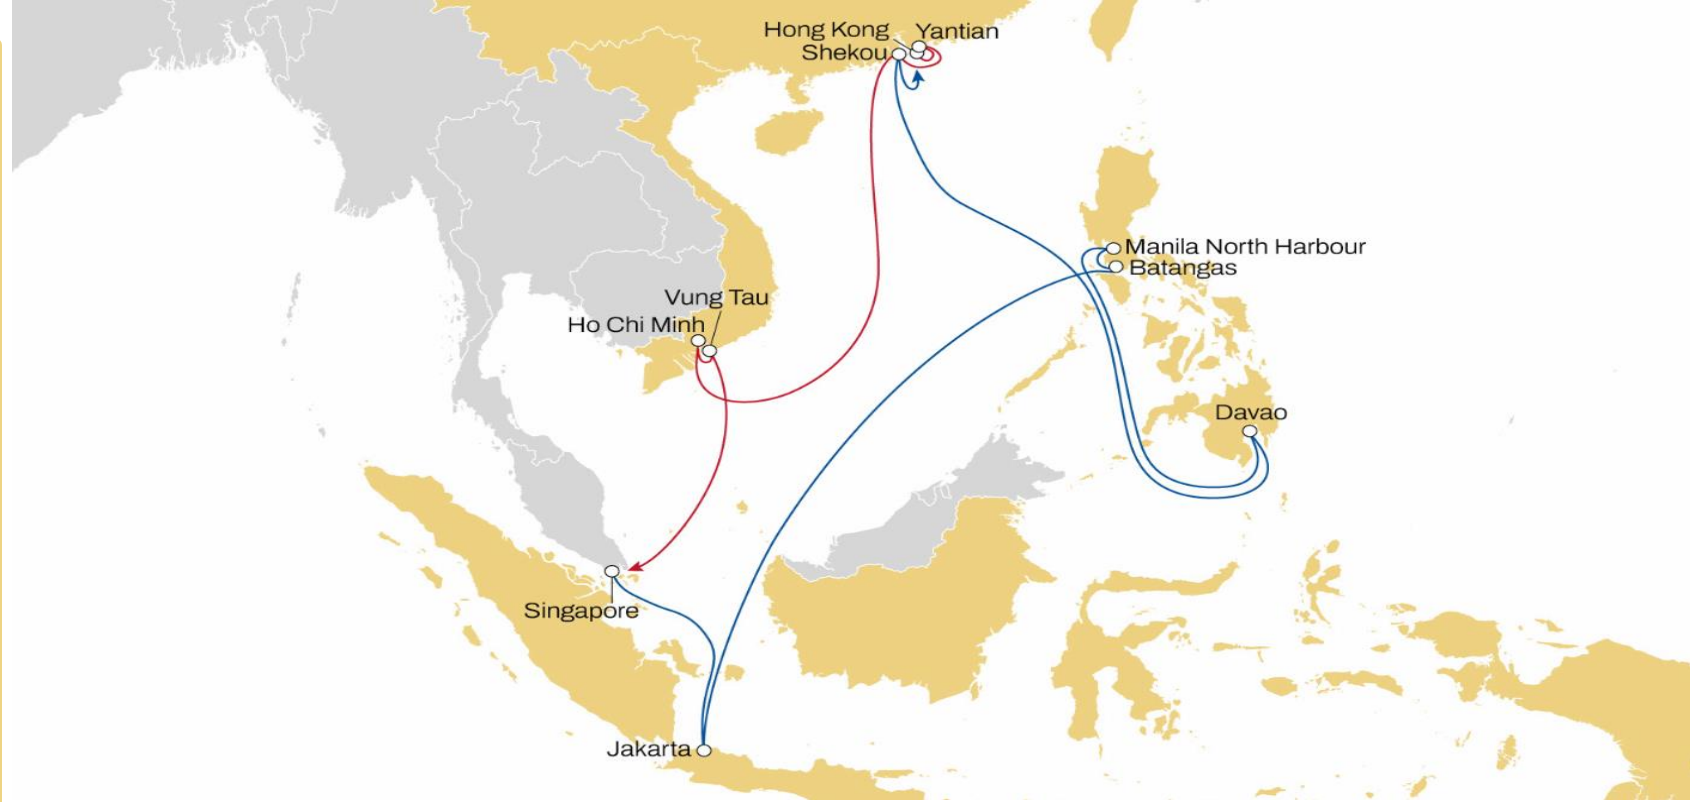 Hong Kong
Yantian
Shekou
Manila North Harbour
Batangas
Vung Tau
Ho Chi Minh
Davao
Singapore
Jakarta